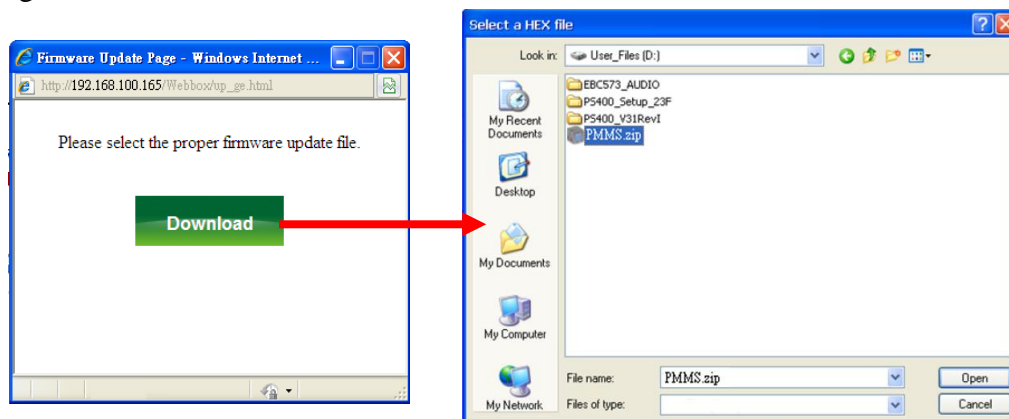 Firmware Update Page - Windows Internet ...
http://192.168.100.165/Webbox/up_ge.html
Please select the proper firmware update file.
Download
Select a HEX file
Look in:
User_Files (D:)
My Recent
Documents
Desktop
My Documents
My Computer
My Network
EBC573_AUDIO
P5400_Setup_23F
P5400_V31RevI
PMMS.zip
File name:
PMMS.zip
Open
Files of type:
Cancel